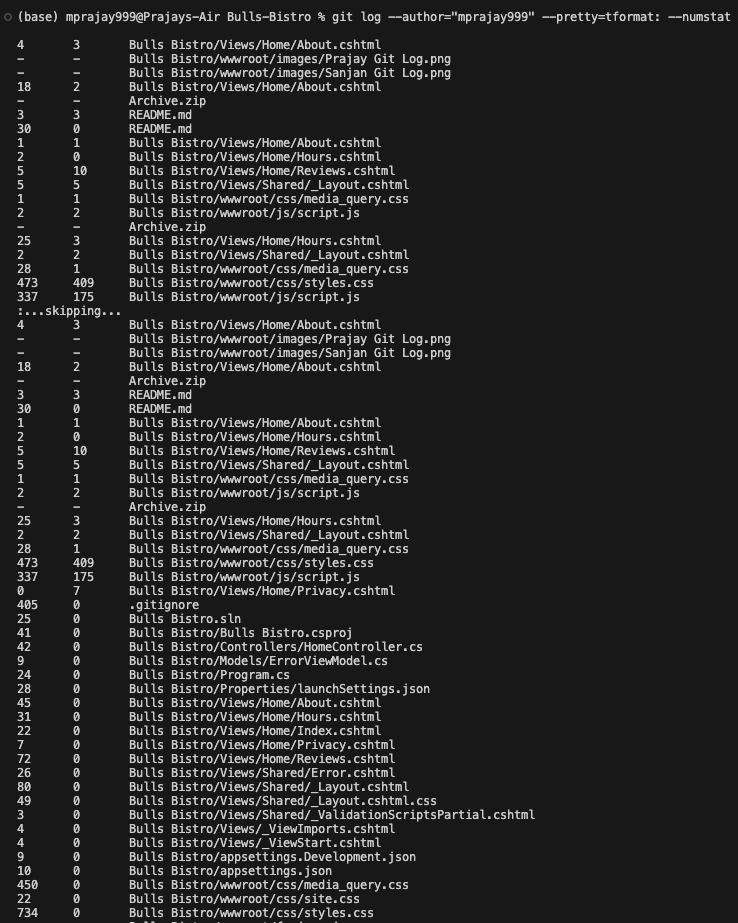 (base) mprajay999@Prajays-Air Bulls-Bistro % git log --author="mprajay999" --pretty=tformat: --numstat
4 3 Bulls Bistro/Views/Home/About.cshtml
- - Bulls Bistro/wwwroot/images/Prajay Git Log.png
- - Bulls Bistro/wwwroot/images/Sanjan Git Log.png
18 2 Bulls Bistro/Views/Home/About.cshtml
- - Archive.zip
3 3 README.md
30 0 README.md
1 1 Bulls Bistro/Views/Home/About.cshtml
2 0 Bulls Bistro/Views/Home/Hours.cshtml
5 10 Bulls Bistro/Views/Home/Reviews.cshtml
5 5 Bulls Bistro/Views/Shared/_Layout.cshtml
1 1 Bulls Bistro/wwwroot/css/media_query.css
2 2 Bulls Bistro/wwwroot/js/script.js
- - Archive.zip
25 3 Bulls Bistro/Views/Home/Hours.cshtml
2 2 Bulls Bistro/Views/Shared/_Layout.cshtml
28 1 Bulls Bistro/wwwroot/css/media_query.css
473 409 Bulls Bistro/wwwroot/css/styles.css
337 175 Bulls Bistro/wwwroot/js/script.js
:...skipping...
4 3 Bulls Bistro/Views/Home/About.cshtml
- - Bulls Bistro/wwwroot/images/Prajay Git Log.png
- - Bulls Bistro/wwwroot/images/Sanjan Git Log.png
18 2 Bulls Bistro/Views/Home/About.cshtml
- - Archive.zip
3 3 README.md
30 0 README.md
1 1 Bulls Bistro/Views/Home/About.cshtml
2 0 Bulls Bistro/Views/Home/Hours.cshtml
5 10 Bulls Bistro/Views/Home/Reviews.cshtml
5 5 Bulls Bistro/Views/Shared/_Layout.cshtml
1 1 Bulls Bistro/wwwroot/css/media_query.css
2 2 Bulls Bistro/wwwroot/js/script.js
- - Archive.zip
25 3 Bulls Bistro/Views/Home/Hours.cshtml
2 2 Bulls Bistro/Views/Shared/_Layout.cshtml
28 1 Bulls Bistro/wwwroot/css/media_query.css
473 409 Bulls Bistro/wwwroot/css/styles.css
337 175 Bulls Bistro/wwwroot/js/script.js
0 7 Bulls Bistro/Views/Home/Privacy.cshtml
405 0 .gitignore
25 0 Bulls Bistro.sln
41 0 Bulls Bistro/Bulls Bistro.csproj
42 0 Bulls Bistro/Controllers/HomeController.cs
9 0 Bulls Bistro/Models/ErrorViewModel.cs
24 0 Bulls Bistro/Program.cs
28 0 Bulls Bistro/Properties/launchSettings.json
45 0 Bulls Bistro/Views/Home/About.cshtml
31 0 Bulls Bistro/Views/Home/Hours.cshtml
22 0 Bulls Bistro/Views/Home/Index.cshtml
7 0 Bulls Bistro/Views/Home/Privacy.cshtml
72 0 Bulls Bistro/Views/Home/Reviews.cshtml
26 0 Bulls Bistro/Views/Shared/Error.cshtml
80 0 Bulls Bistro/Views/Shared/_Layout.cshtml
49 0 Bulls Bistro/Views/Shared/_Layout.cshtml.css
3 0 Bulls Bistro/Views/Shared/_ValidationScriptsPartial.cshtml
4 0 Bulls Bistro/Views/_ViewImports.cshtml
4 0 Bulls Bistro/Views/_ViewStart.cshtml
9 0 Bulls Bistro/appsettings.Development.json
10 0 Bulls Bistro/appsettings.json
450 0 Bulls Bistro/wwwroot/css/media_query.css
22 0 Bulls Bistro/wwwroot/css/site.css
734 0 Bulls Bistro/wwwroot/css/styles.css